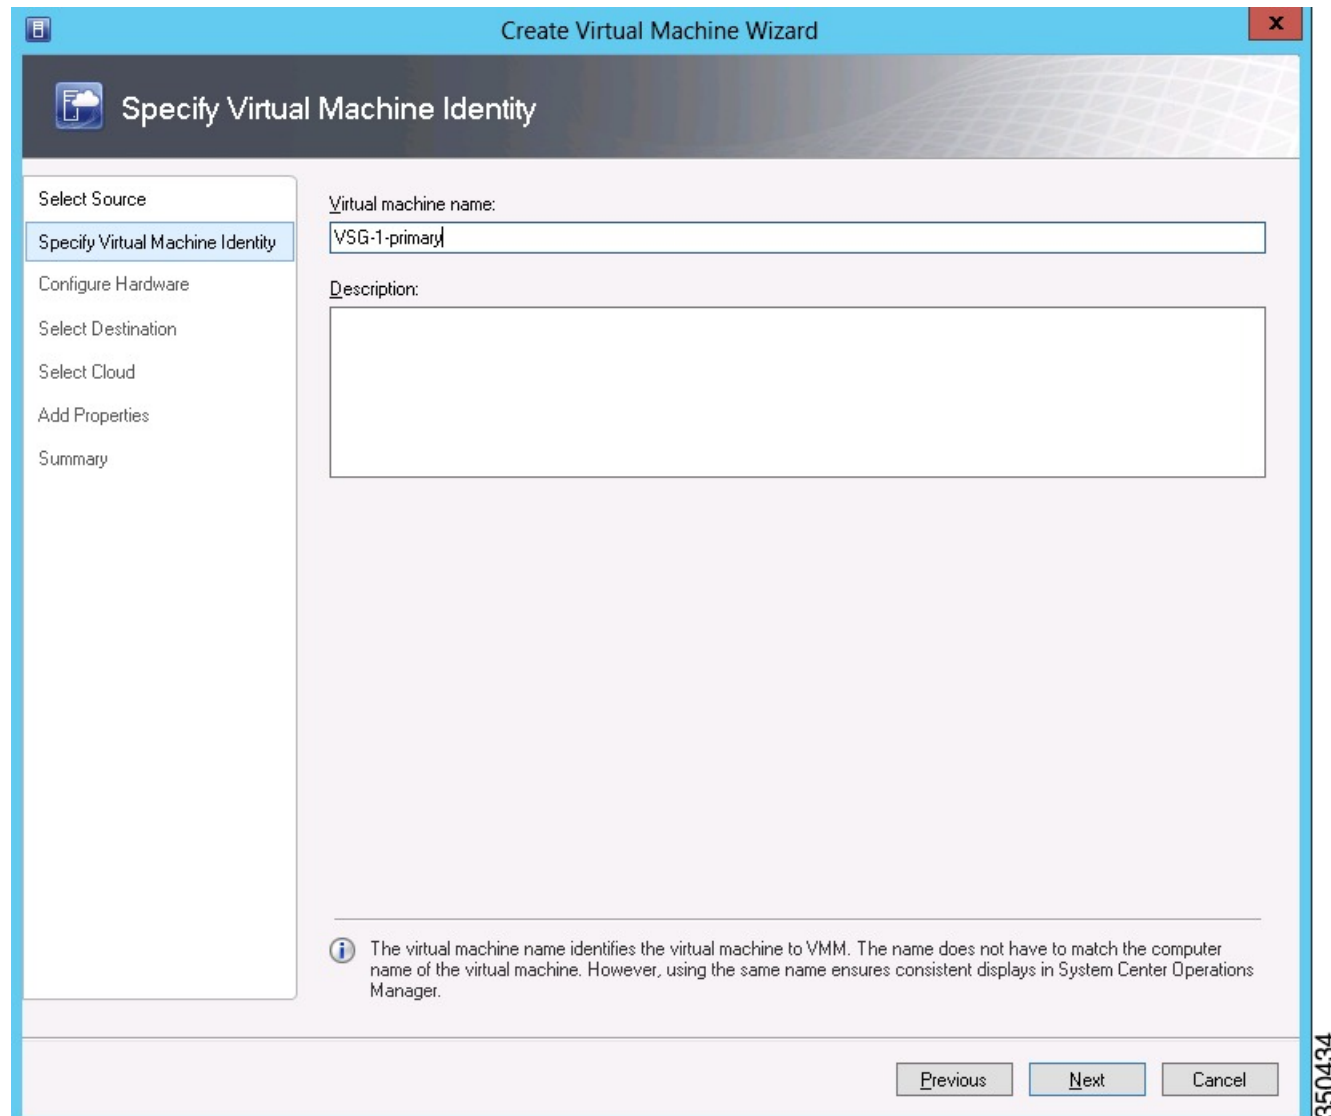 Create Virtual Machine Wizard
x
Specify Virtual Machine Identity
Select Source
Specify Virtual Machine Identity
Configure Hardware
Select Destination
Select Cloud
Add Properties
Summary
Virtual machine name:
VSG-1-primary
Description:
The virtual machine name identifies the virtual machine to VMM. The name does not have to match the computer
name of the virtual machine. However, using the same name ensures consistent displays in System Center Operations
Manager.
Previous
Next
Cancel
350434